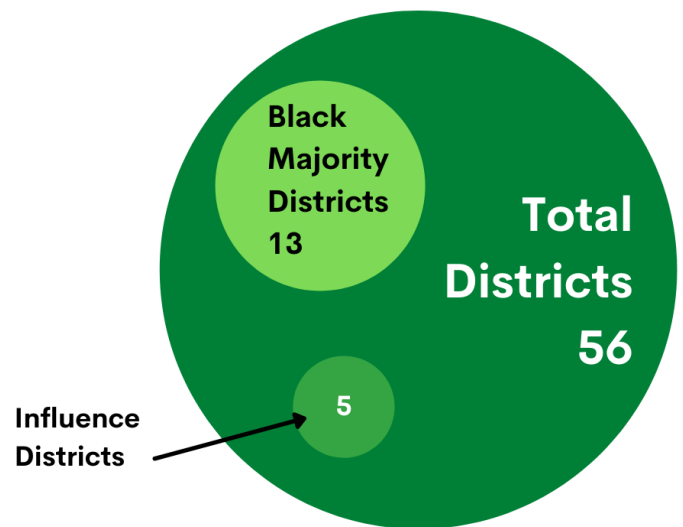 Black
Majority
Districts
13
Total
Districts
56
5
Influence
Districts